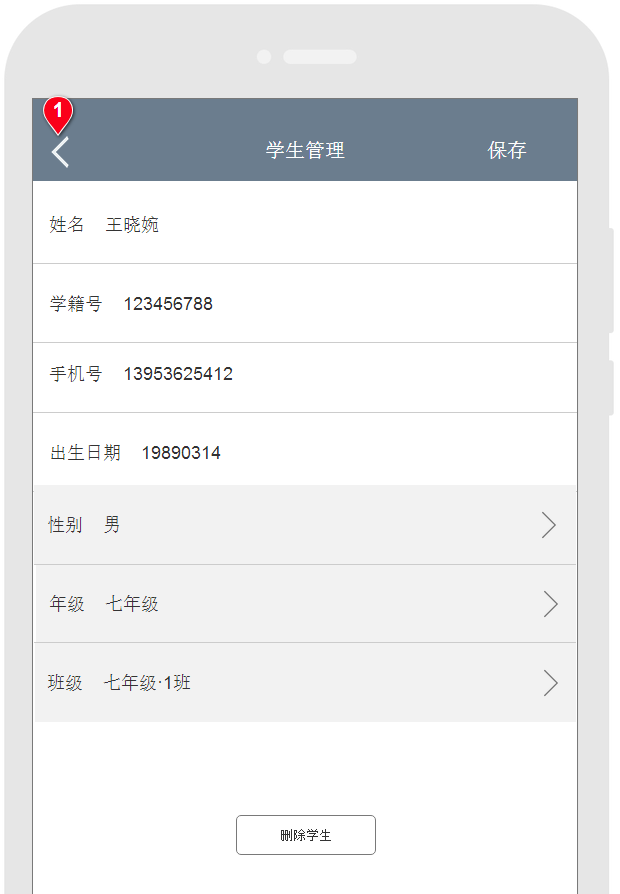 1
学生管理 保存
姓名 王晓婉
学籍号 123456788
手机号 13953625412
出生日期 19890314
性别 男
年级 七年级
班级 七年级·1班
删除学生